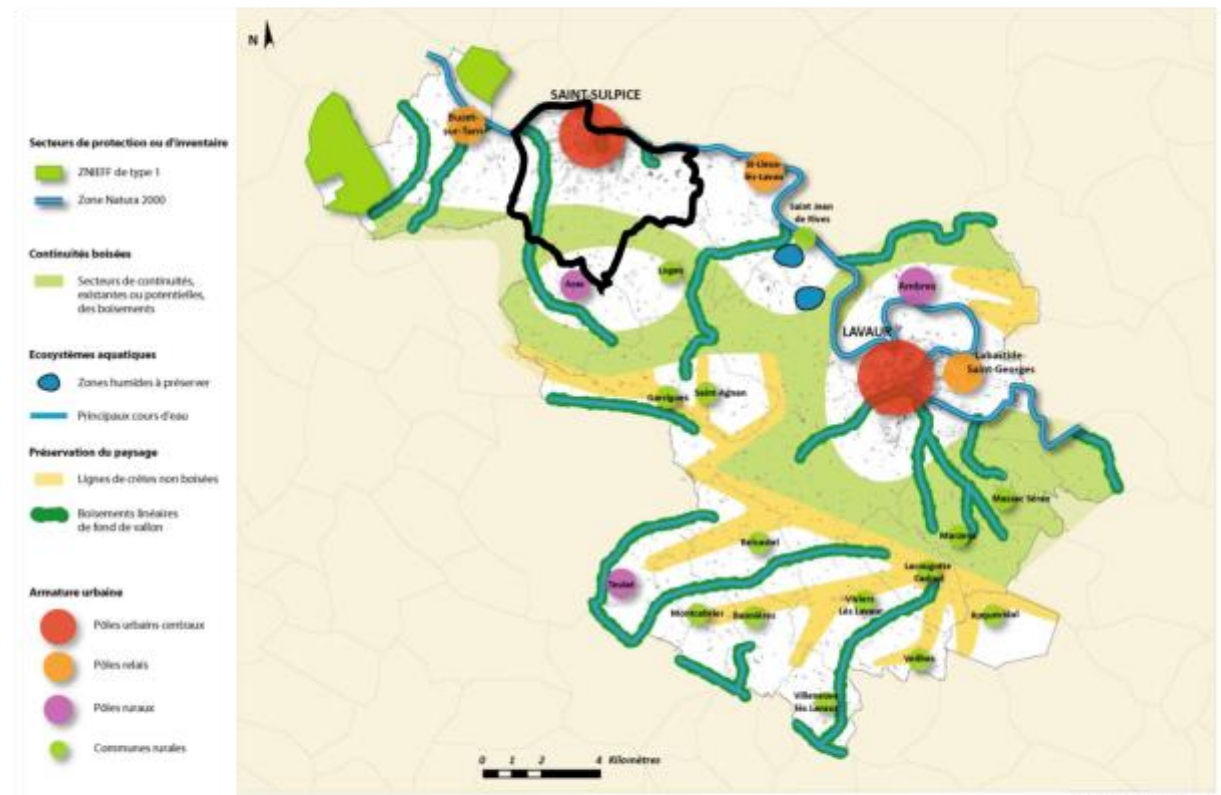 N
Secteurs de protection ou d'inventaire
ZNIEFF de type 1
Zone Natura 2000
Continuités boisées
Secteurs de continuités,
existantes ou potentielles,
des boisements
Ecosystèmes aquatiques
Zones humides à préserver
Principaux cours d'eau
Préservation du paysage
Lignes de crêtes non boisées
Boisements linéaires
de fond de vallon
Armature urbaine
Pôles urbains centraux
Pôles relais
Pôles ruraux
Communes rurales
SAINT-SULPICE
Buzet-
sur-Tarn
St-Lieux-
lès-Lavaur
Saint Jean
de Rives
Azas
Lugan
Ambres
LAVAUR
Labastide-
Saint-Georges
Garrigues
Saint-Agnan
Massac Séran
Marzens
Belcastel
Lacougotte
Cadoul
Teulat
Montcabrier
Bannières
Viviers
Lès Lavaur
Roquevidal
Veilhes
Villeneuve
lès Lavaur
0 1 2 4 Kilomètres